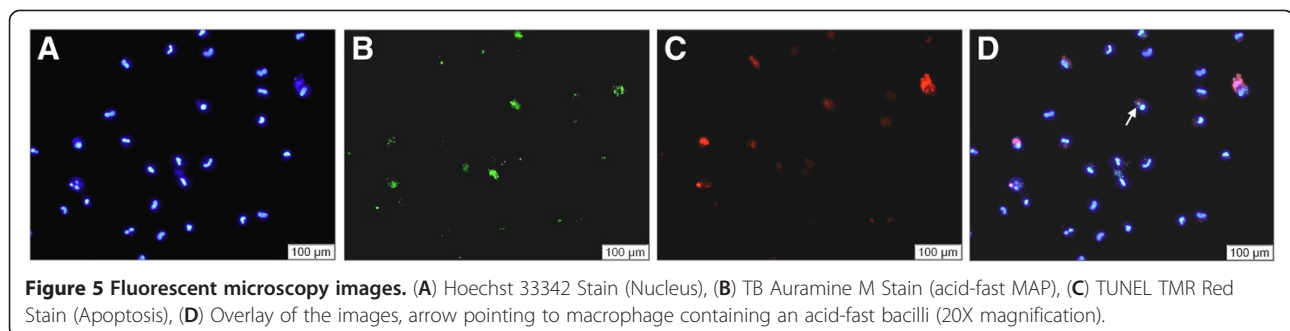 A B C D
100 µm 100 µm 100 µm 100 µm
Figure 5 Fluorescent microscopy images. (A) Hoechst 33342 Stain (Nucleus), (B) TB Auramine M Stain (acid-fast MAP), (C) TUNEL TMR Red
Stain (Apoptosis), (D) Overlay of the images, arrow pointing to macrophage containing an acid-fast bacilli (20X magnification).